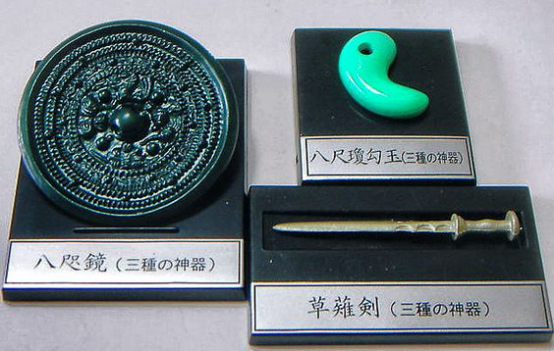 八咫鏡（三種の神器）
八尺瓊勾玉(三種の神器)
草薙剣（三種の神器）